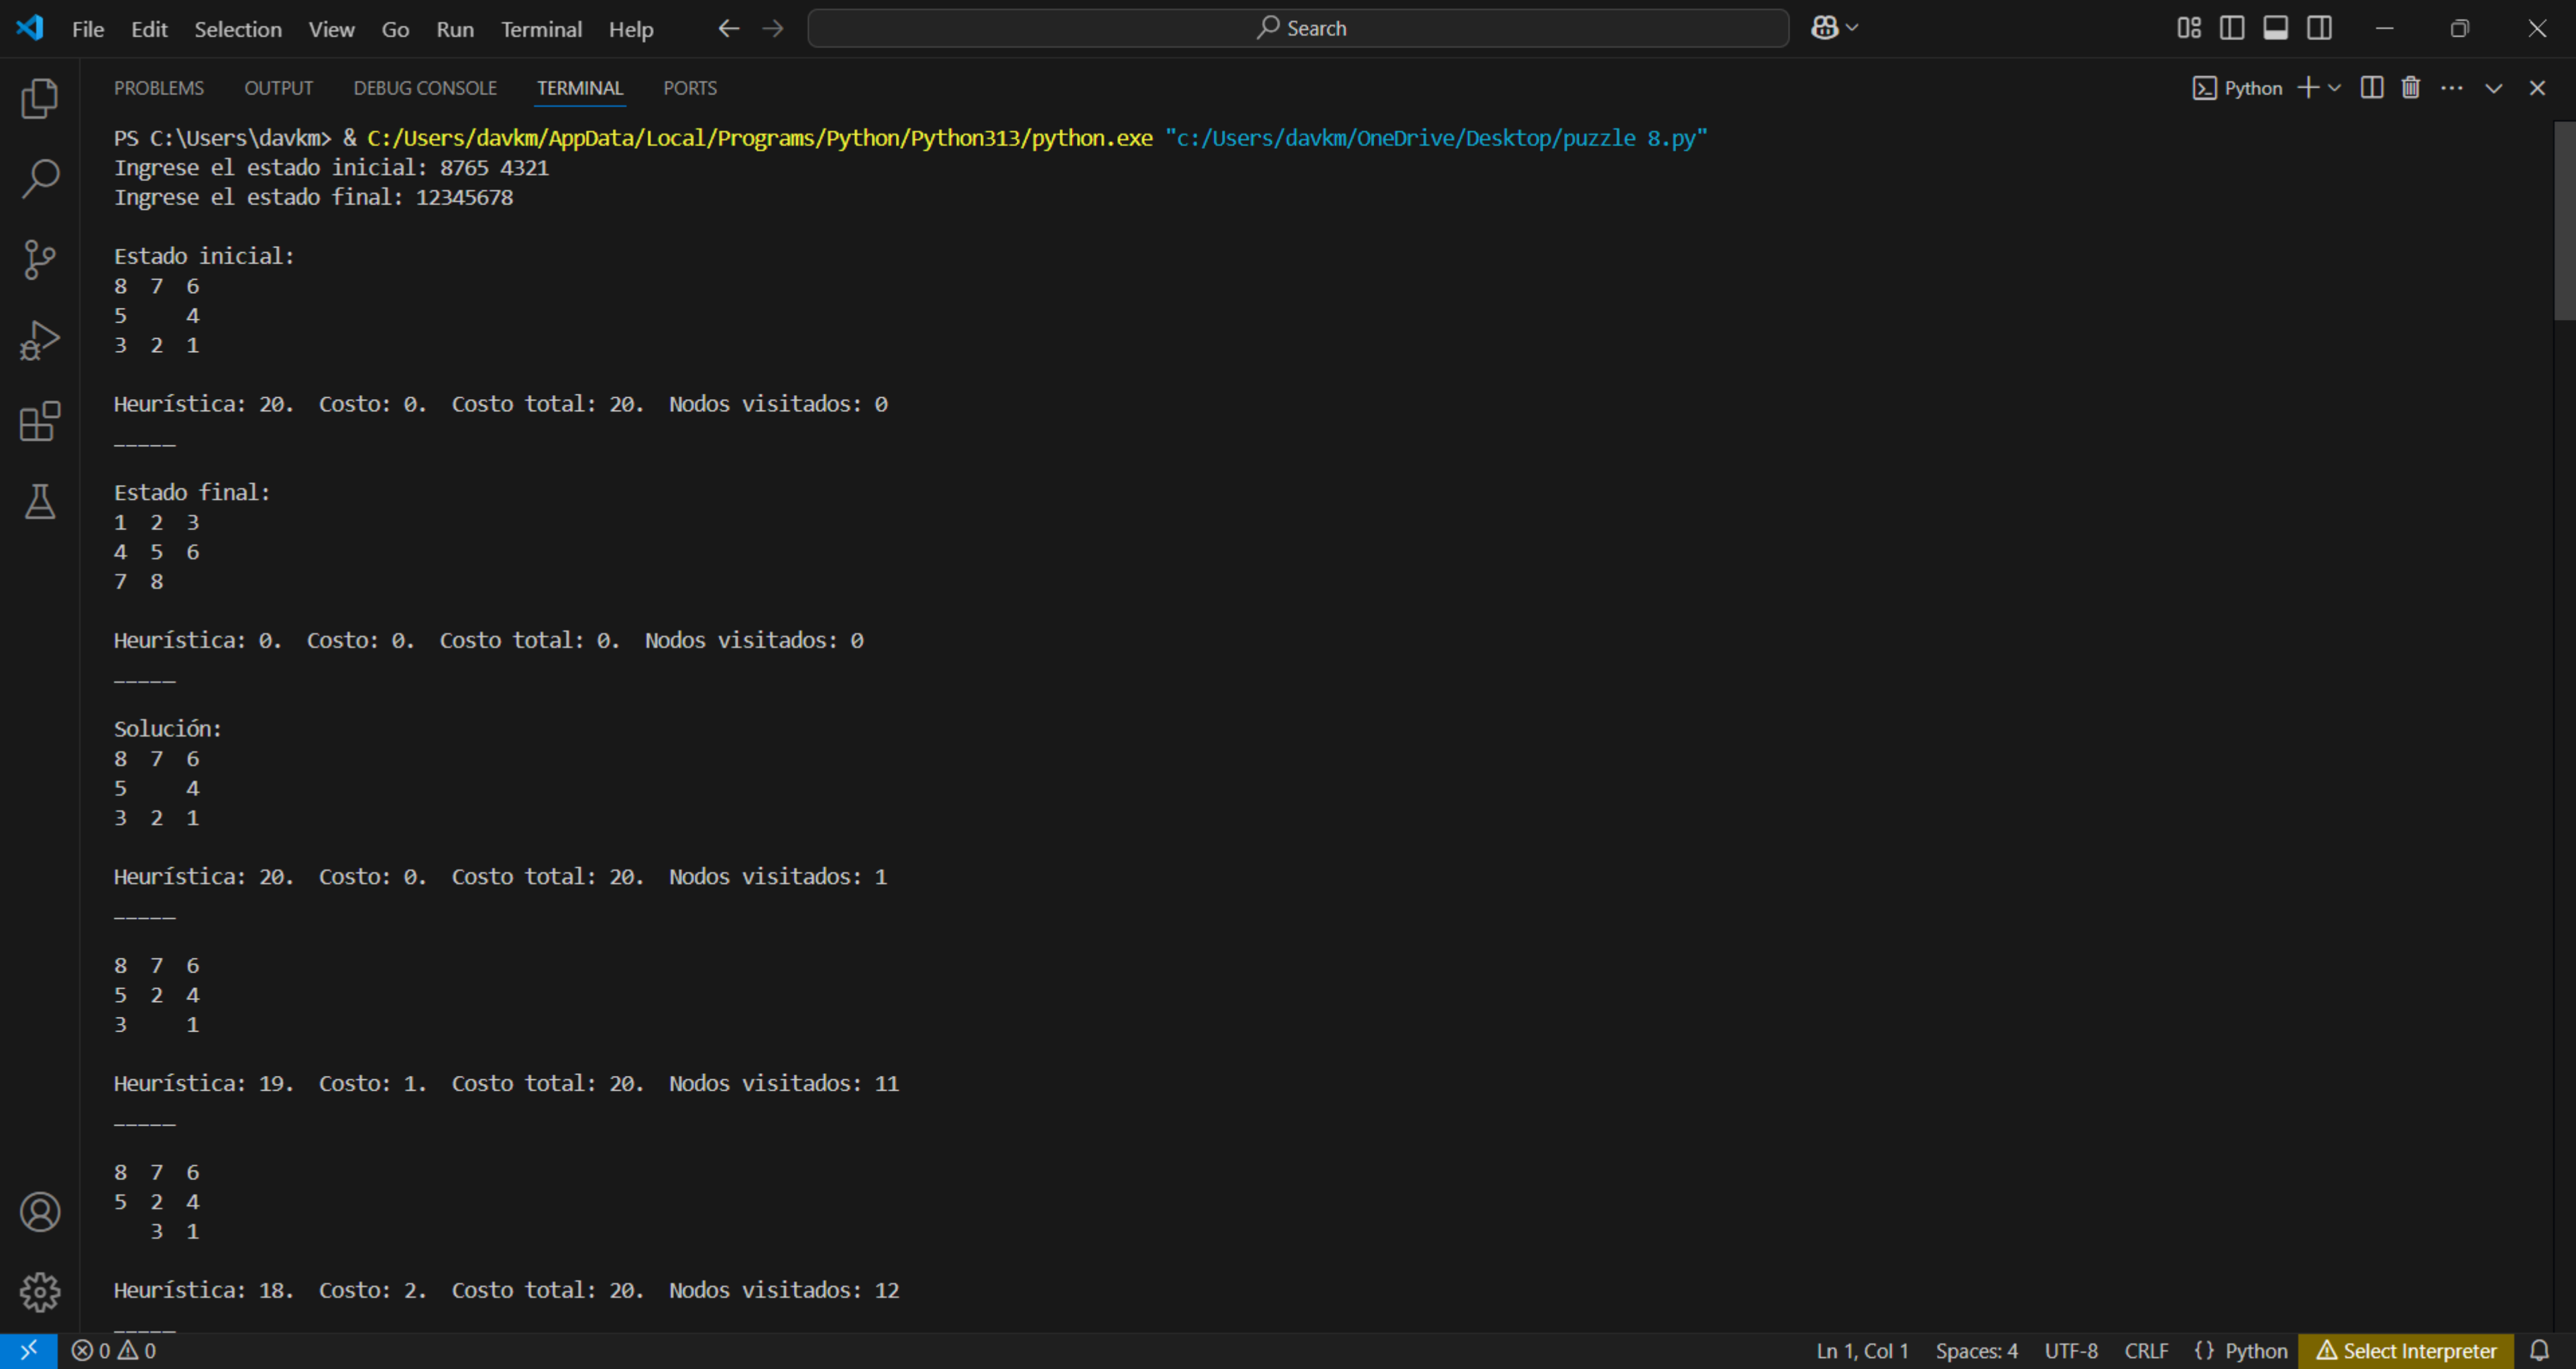 File Edit Selection View Go Run Terminal Help Search
PROBLEMS OUTPUT DEBUG CONSOLE TERMINAL PORTS Python
PS C:\Users\davkm> & C:/Users/davkm/AppData/Local/Programs/Python/Python313/python.exe "c:/Users/davkm/OneDrive/Desktop/puzzle 8.py"
Ingrese el estado inicial: 8765 4321
Ingrese el estado final: 12345678
Estado inicial:
8 7 6
5   4
3 2 1
Heurística: 20. Costo: 0. Costo total: 20. Nodos visitados: 0
_____
Estado final:
1 2 3
4 5 6
7 8
Heurística: 0. Costo: 0. Costo total: 0. Nodos visitados: 0
_____
Solución:
8 7 6
5   4
3 2 1
Heurística: 20. Costo: 0. Costo total: 20. Nodos visitados: 1
_____
8 7 6
5 2 4
3   1
Heurística: 19. Costo: 1. Costo total: 20. Nodos visitados: 11
_____
8 7 6
5 2 4
  3 1
Heurística: 18. Costo: 2. Costo total: 20. Nodos visitados: 12
_____
0 0 Ln 1, Col 1 Spaces: 4 UTF-8 CRLF {} Python Select Interpreter